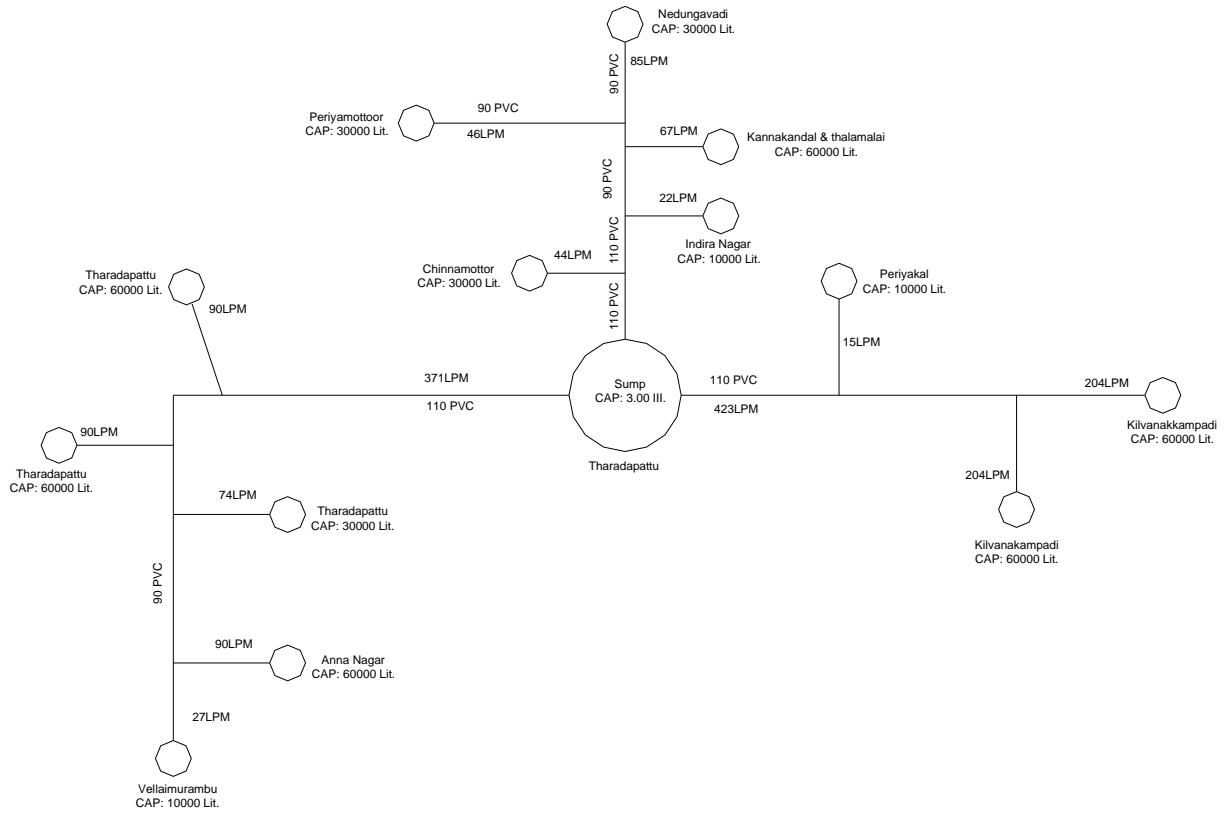 Nedungavadi
CAP: 30000 Lit.
90 PVC
85LPM
Periyamottoor
CAP: 30000 Lit.
90 PVC
46LPM
67LPM
Kannakandal & thalamalai
CAP: 60000 Lit.
90 PVC
22LPM
Indira Nagar
CAP: 10000 Lit.
110 PVC
Chinnamottor
CAP: 30000 Lit.
44LPM
110 PVC
Tharadapattu
CAP: 60000 Lit.
90LPM
Periyakal
CAP: 10000 Lit.
15LPM
371LPM
110 PVC
Sump
CAP: 3.00 lll.
Tharadapattu
110 PVC
423LPM
204LPM
Kilvanakkampadi
CAP: 60000 Lit.
204LPM
Kilvanakampadi
CAP: 60000 Lit.
90LPM
Tharadapattu
CAP: 60000 Lit.
74LPM
Tharadapattu
CAP: 30000 Lit.
90 PVC
90LPM
Anna Nagar
CAP: 60000 Lit.
27LPM
Vellaimurambu
CAP: 10000 Lit.